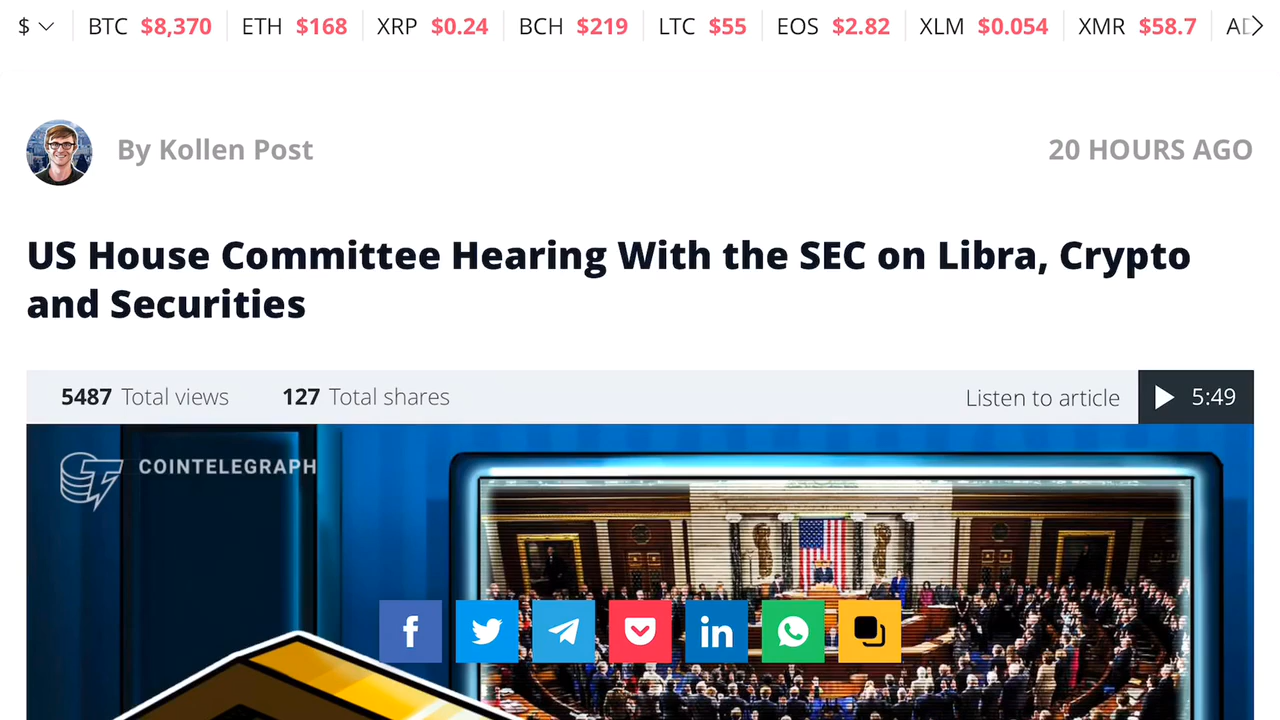 $ BTC $8,370 ETH $168 XRP $0.24 BCH $219 LTC $55 EOS $2.82 XLM $0.054 XMR $58.7
By Kollen Post 20 HOURS AGO
US House Committee Hearing With the SEC on Libra, Crypto
and Securities
5487 Total views 127 Total shares Listen to article 5:49
COINTELEGRAPH